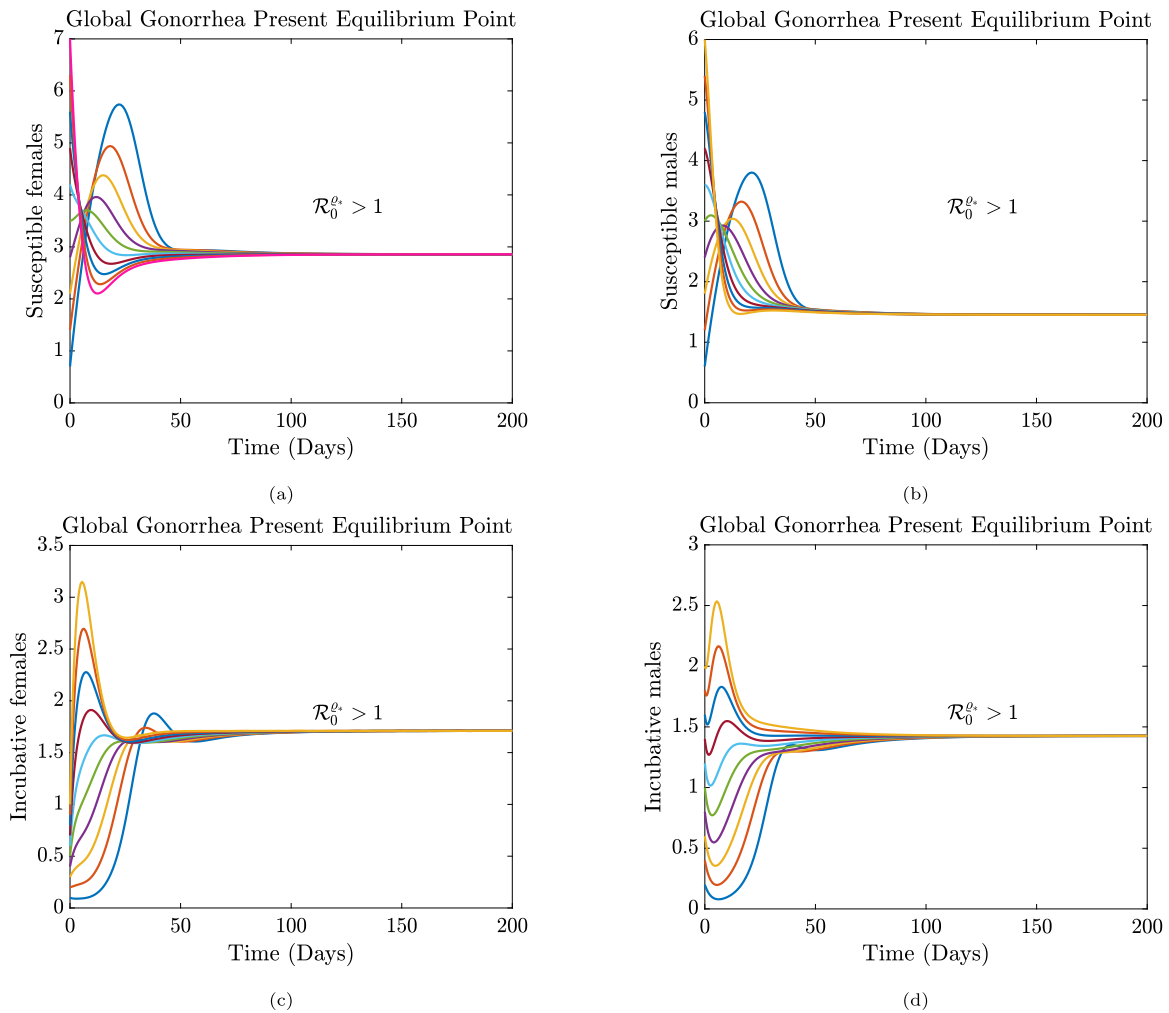 Global Gonorrhea Present Equilibrium Point
Susceptible females
7
6
5
4
3
2
1
0
0 50 100 150 200
Time (Days)
ℛ₀^{ϱ*} > 1
(a)
Global Gonorrhea Present Equilibrium Point
Susceptible males
6
5
4
3
2
1
0
0 50 100 150 200
Time (Days)
ℛ₀^{ϱ*} > 1
(b)
Global Gonorrhea Present Equilibrium Point
Incubative females
3.5
3
2.5
2
1.5
1
0.5
0
0 50 100 150 200
Time (Days)
ℛ₀^{ϱ*} > 1
(c)
Global Gonorrhea Present Equilibrium Point
Incubative males
3
2.5
2
1.5
1
0.5
0
0 50 100 150 200
Time (Days)
ℛ₀^{ϱ*} > 1
(d)